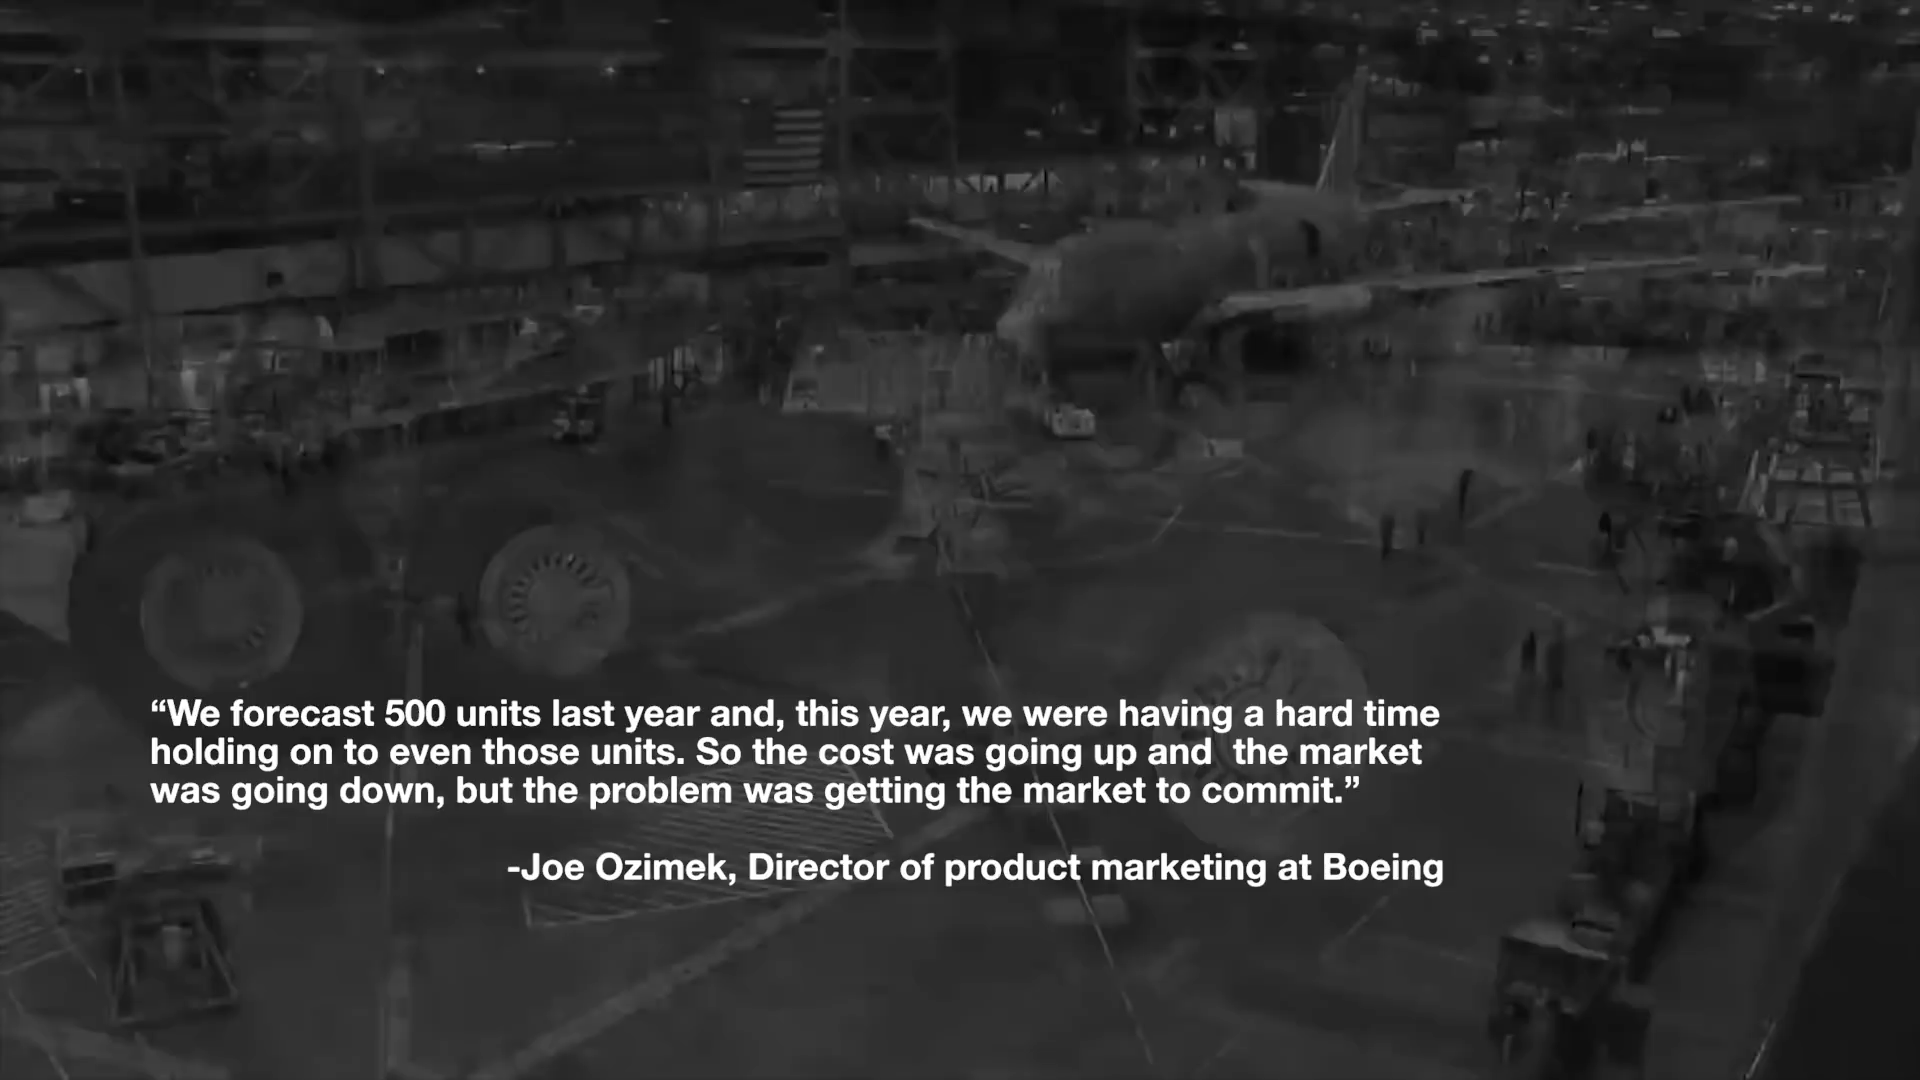 “We forecast 500 units last year and, this year, we were having a hard time
holding on to even those units. So the cost was going up and  the market
was going down, but the problem was getting the market to commit.”
-Joe Ozimek, Director of product marketing at Boeing